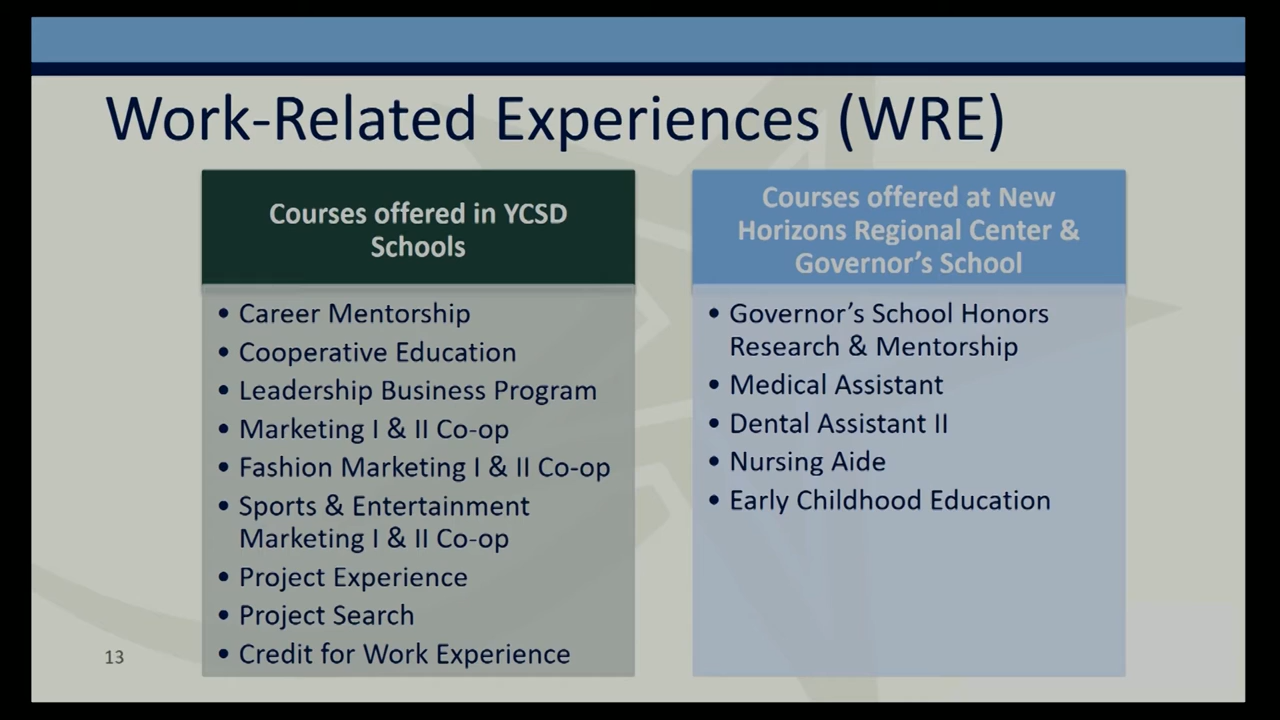 Work-Related Experiences (WRE)
Courses offered in YCSD
Schools
• Career Mentorship
• Cooperative Education
• Leadership Business Program
• Marketing I & II Co-op
• Fashion Marketing I & II Co-op
• Sports & Entertainment
Marketing I & II Co-op
• Project Experience
• Project Search
• Credit for Work Experience
Courses offered at New
Horizons Regional Center &
Governor’s School
• Governor’s School Honors
Research & Mentorship
• Medical Assistant
• Dental Assistant II
• Nursing Aide
• Early Childhood Education
13